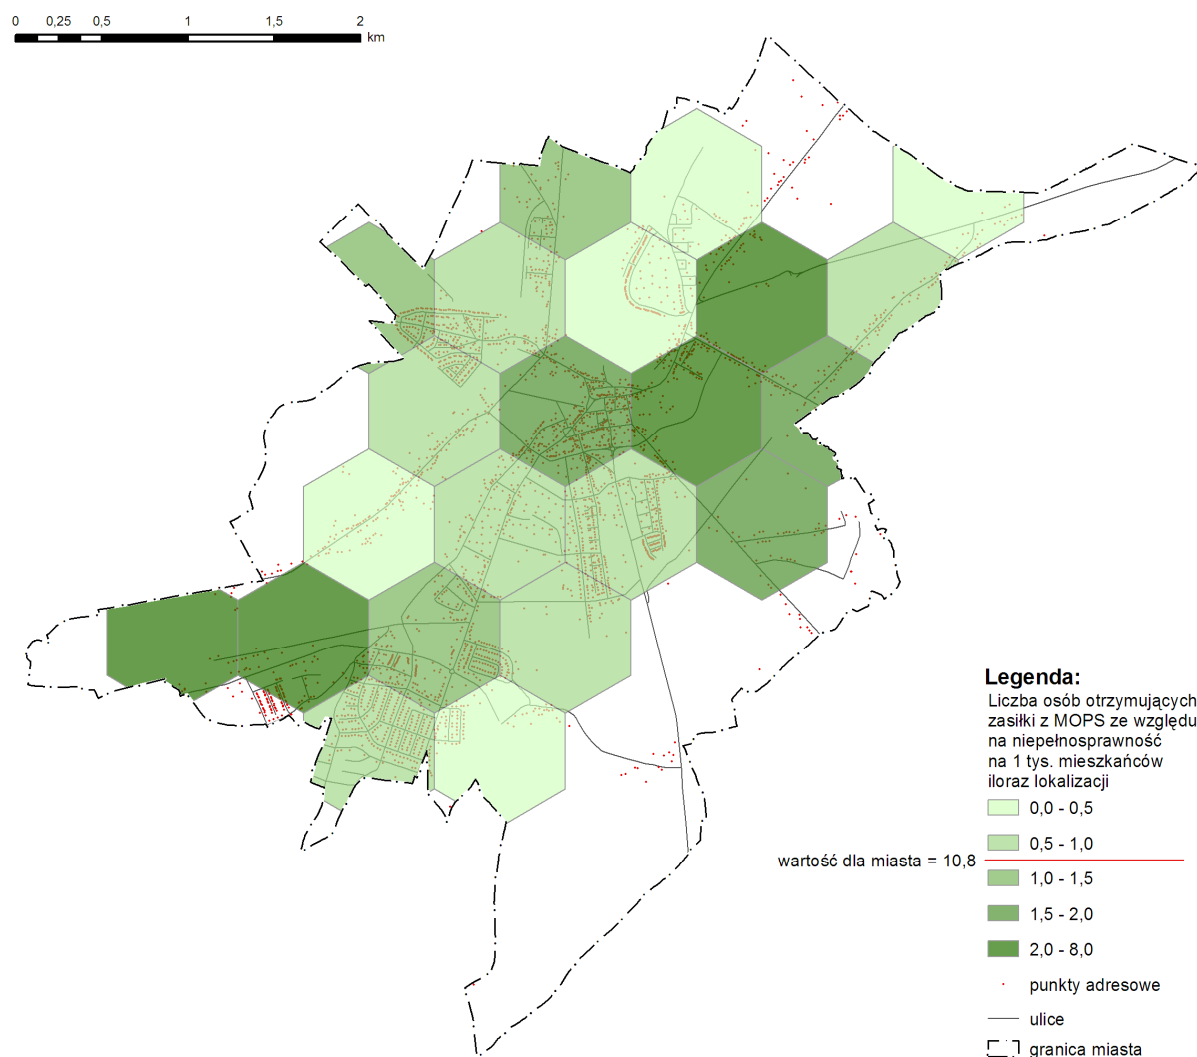 0 0,25 0,5 1 1,5 2
km
Legenda:
Liczba osób otrzymujących
zasiłki z MOPS ze względu
na niepełnosprawność
na 1 tys. mieszkańców
iloraz lokalizacji
0,0 - 0,5
0,5 - 1,0
wartość dla miasta = 10,8
1,0 - 1,5
1,5 - 2,0
2,0 - 8,0
punkty adresowe
ulice
granica miasta